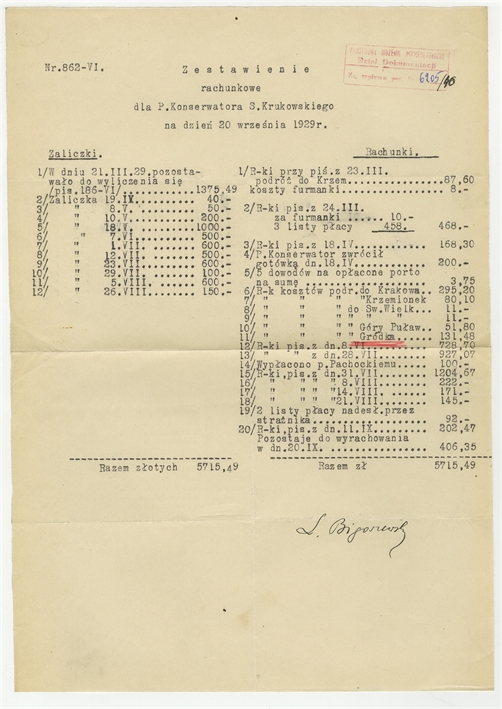 Nr.862-VI.
Dział Dokumentacji
6205/46
Zestawienie
rachunkowe
dla P.Konserwatora S.Krukowskiego
na dzień 20 września 1929r.
Zaliczki.
1/W dniu 21.III.29.pozosta-
wało do wyliczenia się
/pis.186-VI/............ 1375.49
2/Zaliczka 19.IX.......... 40.-
3/ " 8.V........... 50.-
4/ " 10.V.......... 200.-
5/ " 18.V.......... 1000.-
6/ " 7.VI......... 500.-
7/ " 1.VII........ 600.-
8/ " 12.VII....... 500.-
9/ " 23.VII....... 600.-
10/ " 29.VII....... 100.-
11/ " 5.VIII...... 600.-
12/ " 26.VIII..... 150.-
Razem złotych 5715.49
Rachunki.
1/R-ki przy piś.z 23.III.
podróż do Krzem......... 87,60
koszty furmanki......... 8.-
2/R-ki pis.z 24.III.
za furmanki 10.-
3 listy płacy 458. 468.-
3/R-ki pis.z 18.IV......... 168,30
4/P.Konserwator zwrócił
gotówką dn.18.IV........ 200.-
5/5 dowodów na opłacone porto
na sumę ................ 3,75
6/R-k kosztów podr.do Krakowa.. 295,20
7/ " " " "Krzemionek 80,10
8/ " " " do Św.Wielk... 11.-
9/ " " " " " ... 11.-
10/ " " " Góry Puław.. 51.80
11/ " " " Gródka.... 131.48
12/R-ki pis.z dn.8.VI........... 728,70
13/ " " z dn.28.VII........ 927,07
14/Wypłacono p.Pachockiemu..... 100.-
15/R-ki,pis.z dn.31.VII........ 1204,67
16/ " " " 8.VIII....... 222.-
17/ " " "14.VIII....... 171.-
18/ " " "21.VIII....... 145.-
19/2 listy płacy nadesł.przez
strażnika............... 92.-
20/R-ki,pis.z dn.11.IX........ 202,47
Pozostaje do wyrachowania
w dn.20.IX. ............ 406,35
Razem zł 5715.49